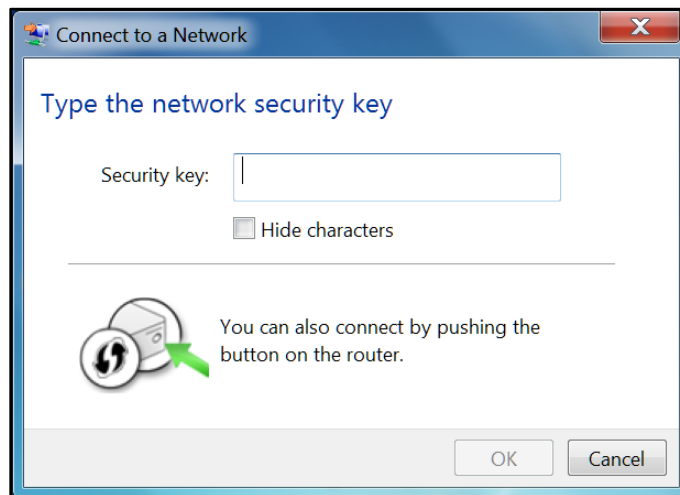 Connect to a Network
Type the network security key
Security key:
Hide characters
You can also connect by pushing the
button on the router.
OK
Cancel